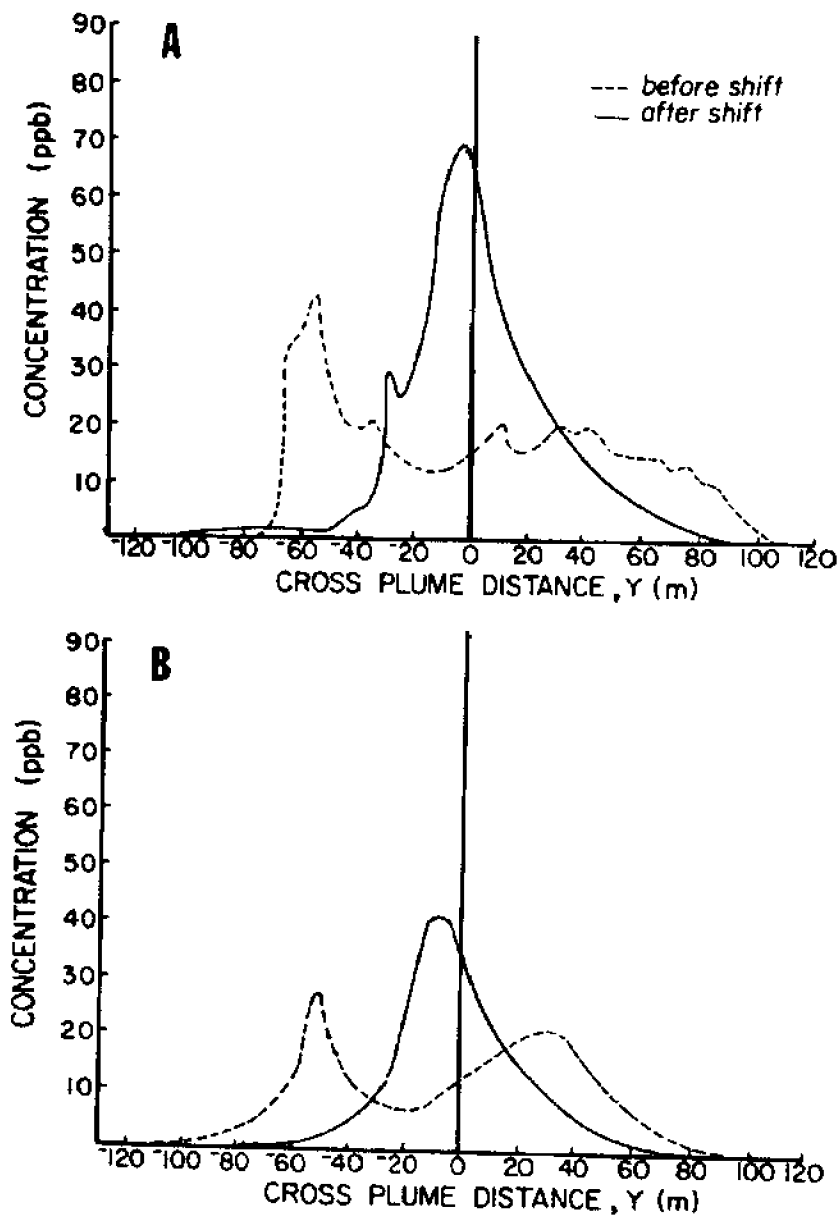 A
--- before shift
— after shift
CONCENTRATION (ppb)
90
80
70
60
50
40
30
20
10
-120 -100 -80 -60 -40 -20 0 20 40 60 80 100 120
CROSS PLUME DISTANCE, Y (m)
B
CONCENTRATION (ppb)
90
80
70
60
50
40
30
20
10
-120 -100 -80 -60 -40 -20 0 20 40 60 80 100 120
CROSS PLUME DISTANCE, Y (m)